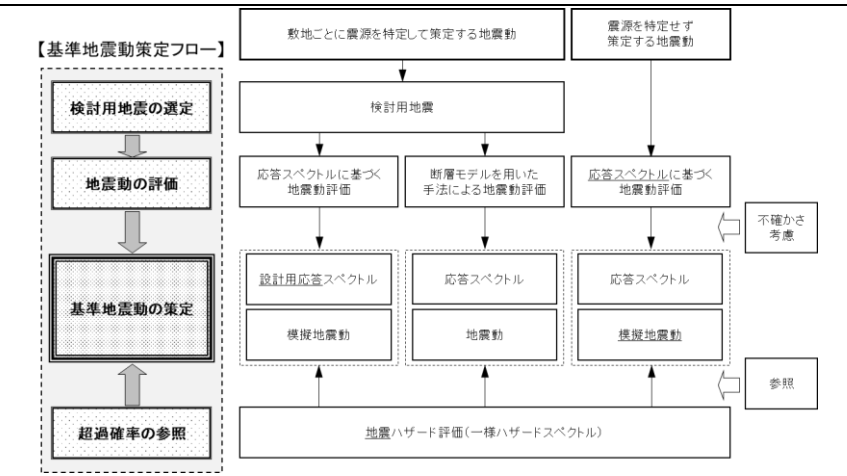 【基準地震動策定フロー】
検討用地震の選定
地震動の評価
基準地震動の策定
超過確率の参照
敷地ごとに震源を特定して策定する地震動
震源を特定せず
策定する地震動
検討用地震
応答スペクトルに基づく
地震動評価
断層モデルを用いた
手法による地震動評価
応答スペクトルに基づく
地震動評価
不確かさ
考慮
設計用応答スペクトル
応答スペクトル
応答スペクトル
模擬地震動
地震動
模擬地震動
参照
地震ハザード評価(一様ハザードスペクトル)